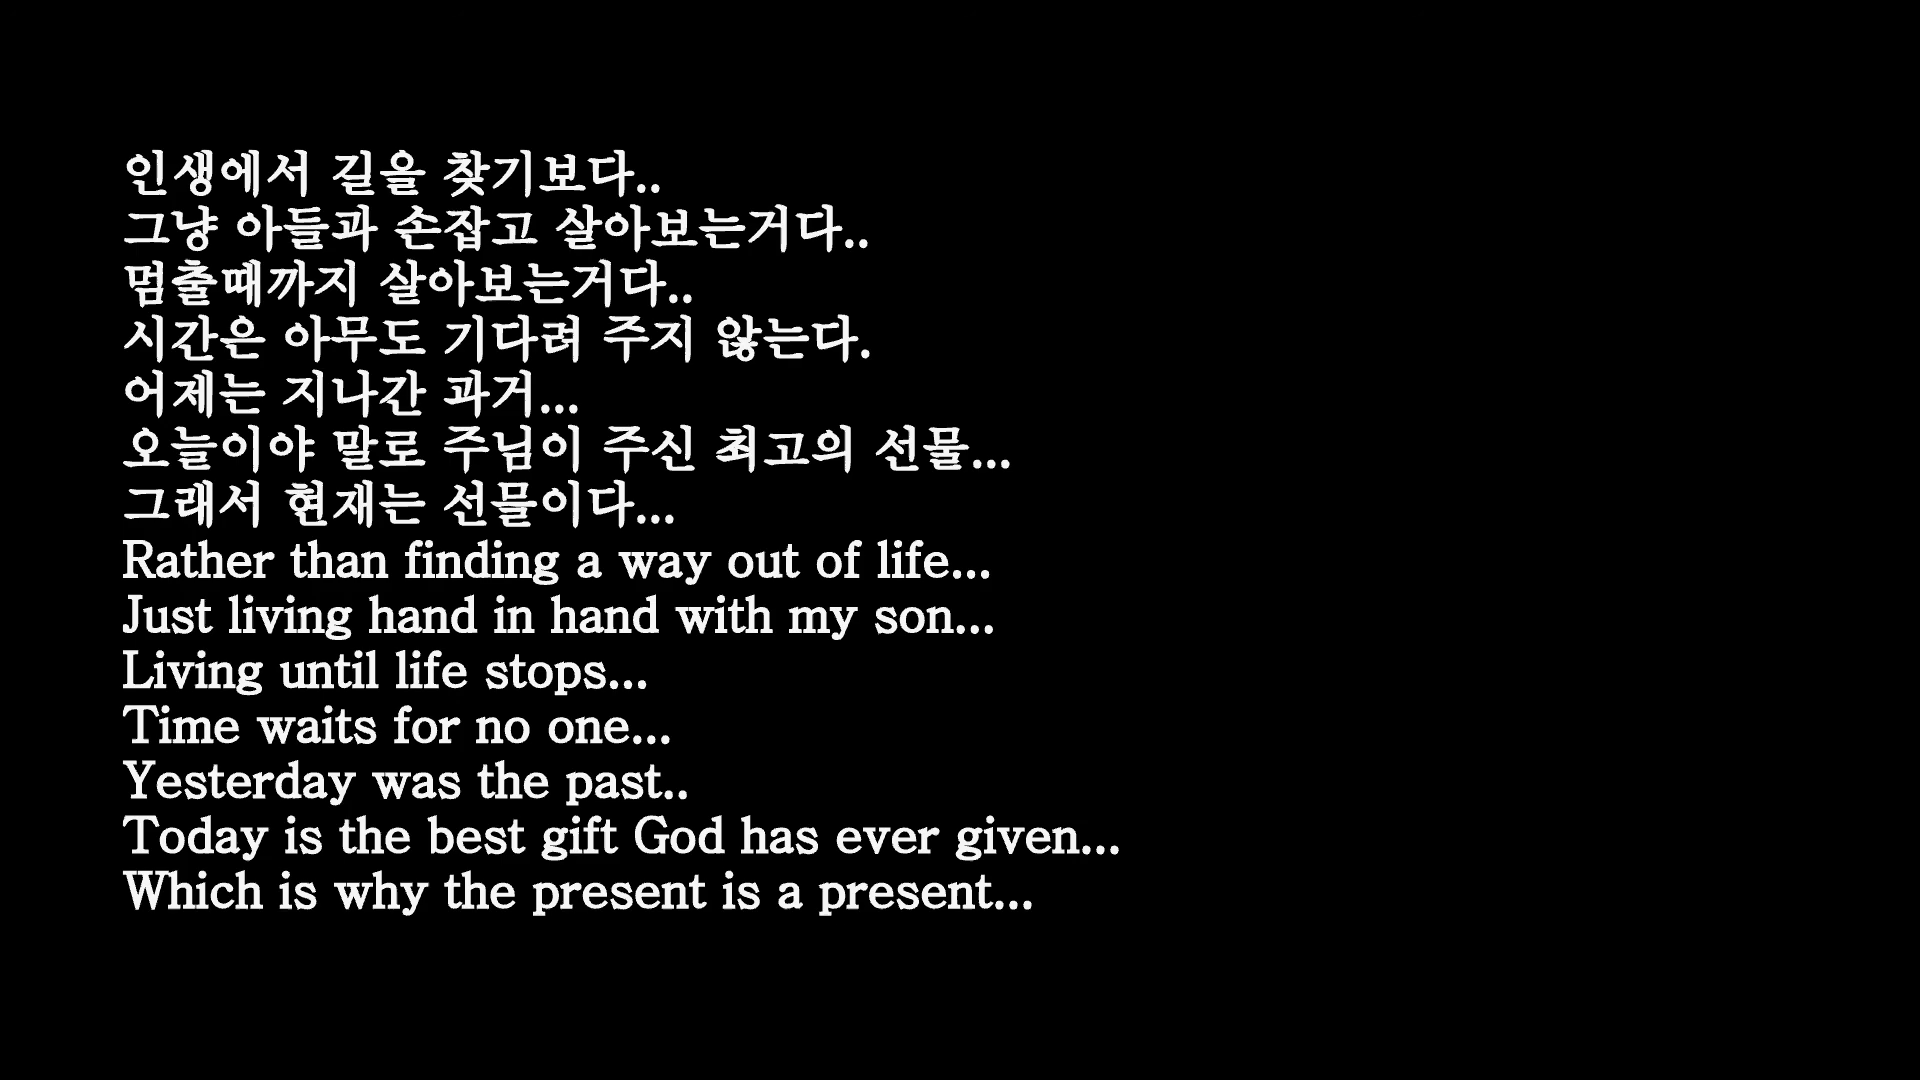 인생에서 길을 찾기보다..
그냥 아들과 손잡고 살아보는거다..
멈출때까지 살아보는거다..
시간은 아무도 기다려 주지 않는다.
어제는 지나간 과거...
오늘이야 말로 주님이 주신 최고의 선물...
그래서 현재는 선믈이다...
Rather than finding a way out of life...
Just living hand in hand with my son...
Living until life stops...
Time waits for no one...
Yesterday was the past..
Today is the best gift God has ever given...
Which is why the present is a present...